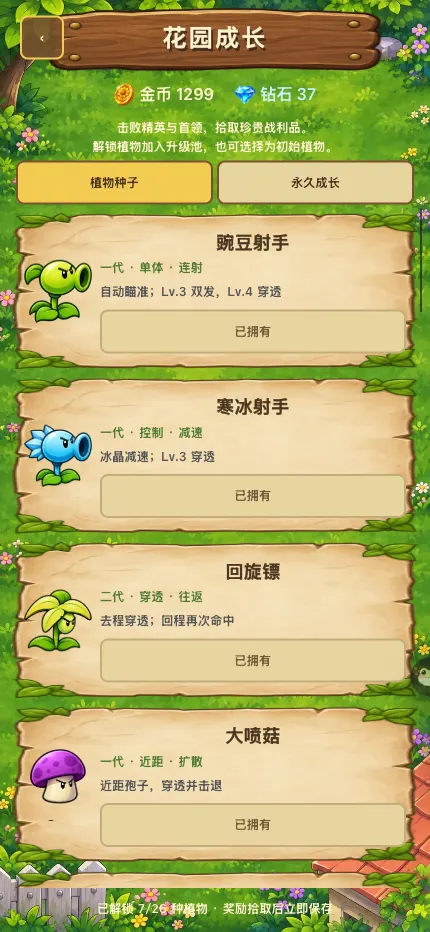 ‹
花园成长
金币 1299 钻石 37
击败精英与首领，拾取珍贵战利品。
解锁植物加入升级池，也可选择为初始植物。
植物种子 永久成长
豌豆射手
一代 · 单体 · 连射
自动瞄准；Lv.3 双发，Lv.4 穿透
已拥有
寒冰射手
一代 · 控制 · 减速
冰晶减速；Lv.3 穿透
已拥有
回旋镖
二代 · 穿透 · 往返
去程穿透；回程再次命中
已拥有
大喷菇
一代 · 近距 · 扩散
近距孢子，穿透并击退
已拥有
已解锁 7/26 种植物 · 奖励拾取后立即保存